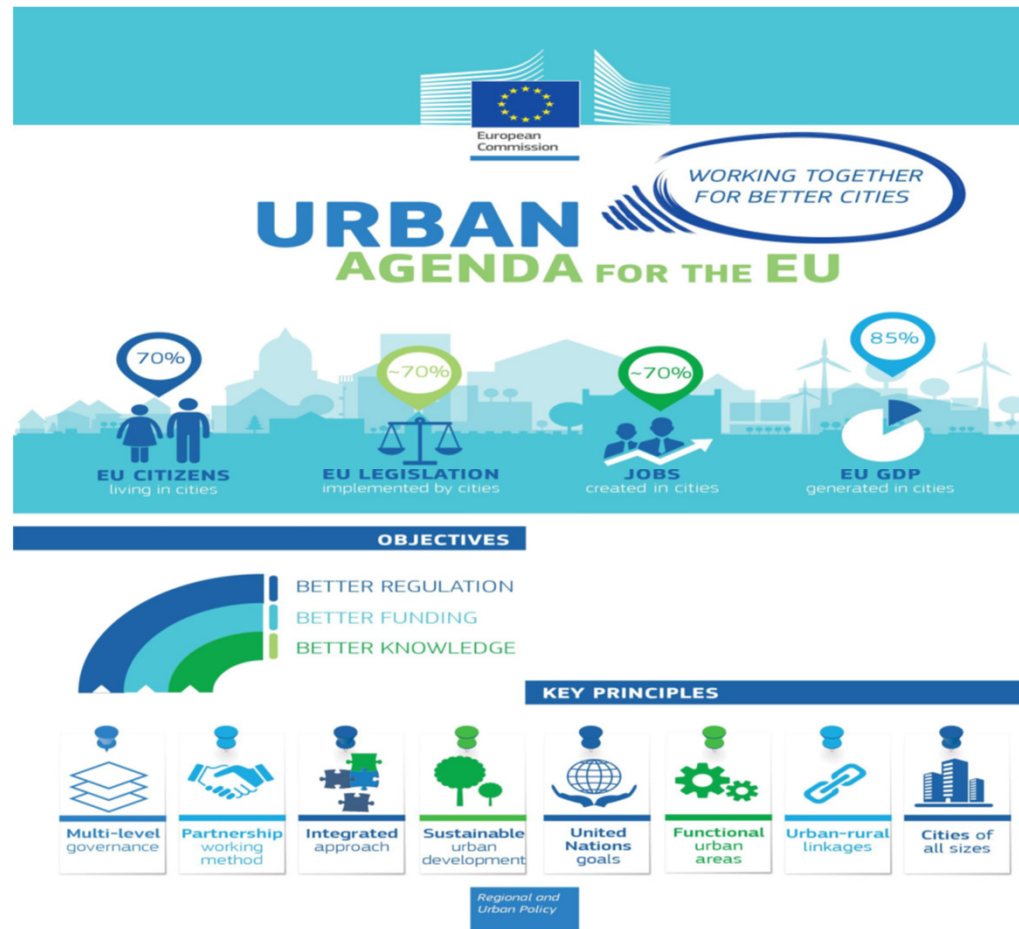 European
Commission
WORKING TOGETHER
FOR BETTER CITIES
URBAN
AGENDA FOR THE EU
70%
~70%
~70%
85%
EU CITIZENS
living in cities
EU LEGISLATION
implemented by cities
JOBS
created in cities
EU GDP
generated in cities
OBJECTIVES
BETTER REGULATION
BETTER FUNDING
BETTER KNOWLEDGE
KEY PRINCIPLES
Multi-level
governance
Partnership
working
method
Integrated
approach
Sustainable
urban
development
United
Nations
goals
Functional
urban
areas
Urban-rural
linkages
Cities of
all sizes
Regional and
Urban Policy